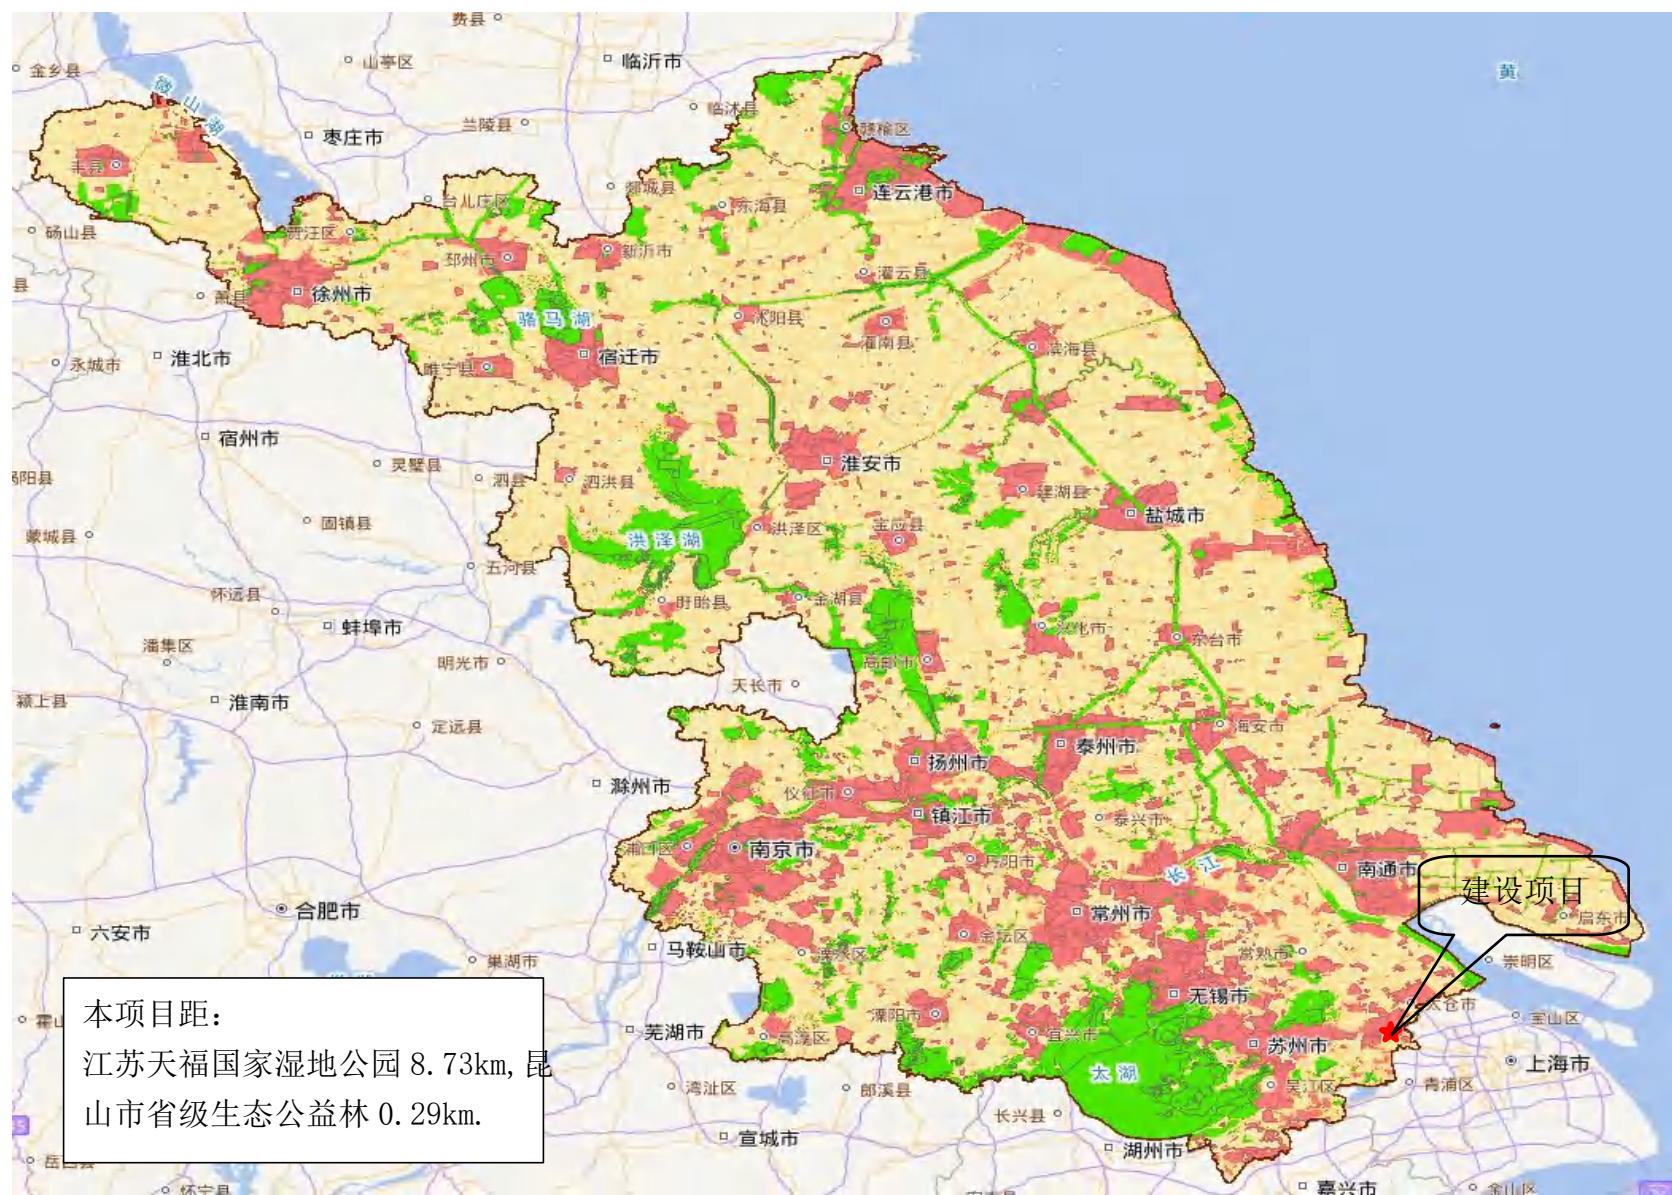 费县
金乡县
山亭区
临沂市
黄
微山湖
临沭县
枣庄市
兰陵县
赣榆区
丰县
郯城县
连云港市
台儿庄区
东海县
砀山县
贾汪区
新沂市
邳州市
灌云县
县
萧县
徐州市
骆马湖
沭阳县
灌南县
滨海县
永城市
淮北市
睢宁县
宿迁市
宿州市
灵璧县
泗县
泗洪县
淮安市
建湖县
盐城市
固镇县
蒙城县
洪泽湖
洪泽区
宝应县
五河县
怀远县
盱眙县
金湖县
兴化市
东台市
蚌埠市
潘集区
明光市
高邮市
天长市
颍上县
淮南市
定远县
海安市
泰州市
扬州市
滁州市
仪征市
镇江市
泰兴市
浦口区
南京市
丹阳市
长江
南通市
建设项目
启东市
合肥市
常州市
六安市
马鞍山市
溧水区
金坛区
常熟市
崇明区
巢湖市
无锡市
太仓市
宝山区
本项目距:
江苏天福国家湿地公园 8.73km,昆
山市省级生态公益林 0.29km.
霍山
芜湖市
高淳区
溧阳市
宜兴市
苏州市
上海市
太湖
吴江区
青浦区
湾沚区
郎溪县
长兴县
宣城市
湖州市
怀宁县
嘉兴市
金山区